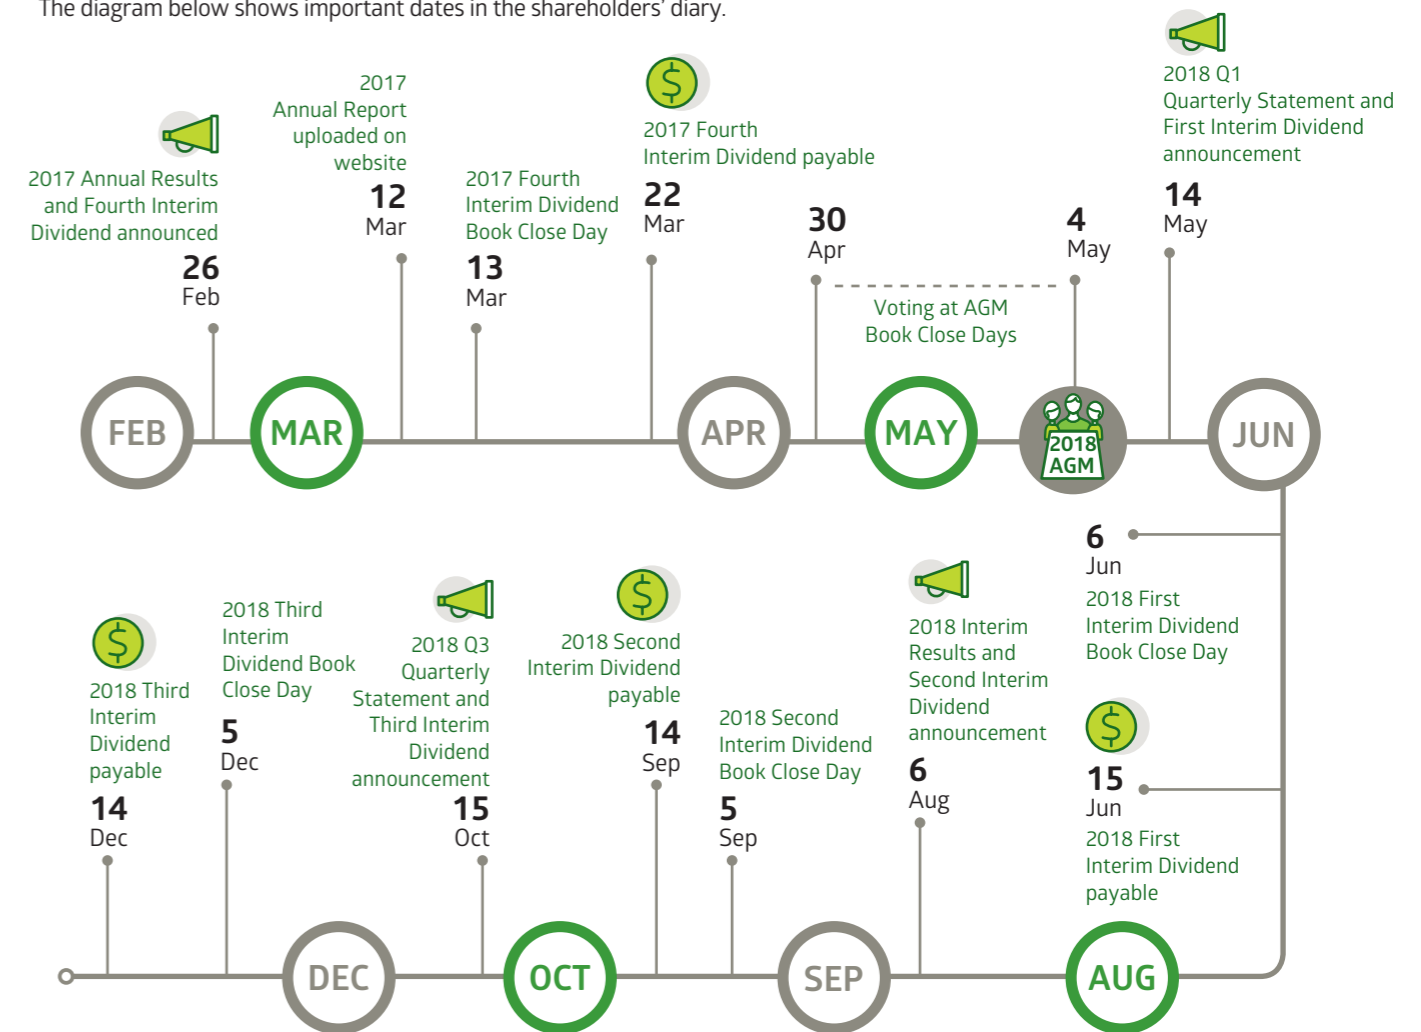 The diagram below shows important dates in the shareholders' diary.
2017 Annual Results
and Fourth Interim
Dividend announced
26
Feb
2017
Annual Report
uploaded on
website
12
Mar
2017 Fourth
Interim Dividend
Book Close Day
13
Mar
2017 Fourth
Interim Dividend payable
22
Mar
30
Apr
Voting at AGM
Book Close Days
4
May
2018 Q1
Quarterly Statement and
First Interim Dividend
announcement
14
May
FEB
MAR
APR
MAY
2018
AGM
JUN
6
Jun
2018 First
Interim Dividend
Book Close Day
15
Jun
2018 First
Interim Dividend
payable
2018 Interim
Results and
Second Interim
Dividend
announcement
6
Aug
2018 Second
Interim Dividend
Book Close Day
5
Sep
2018 Second
Interim Dividend
payable
14
Sep
2018 Q3
Quarterly
Statement and
Third Interim
Dividend
announcement
15
Oct
2018 Third
Interim
Dividend Book
Close Day
5
Dec
2018 Third
Interim
Dividend
payable
14
Dec
DEC
OCT
SEP
AUG